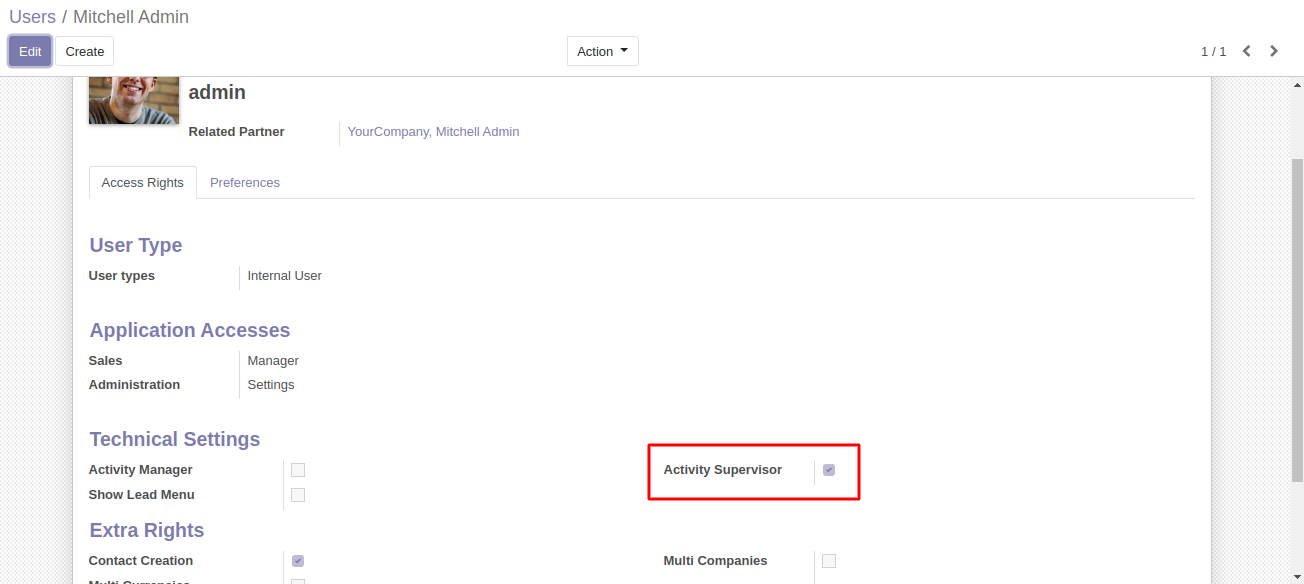 Users / Mitchell Admin
Edit Create Action 1 / 1
admin
Related Partner YourCompany, Mitchell Admin
Access Rights Preferences
User Type
User types Internal User
Application Accesses
Sales Manager
Administration Settings
Technical Settings
Activity Manager Activity Supervisor
Show Lead Menu
Extra Rights
Contact Creation Multi Companies
Multi Currencies